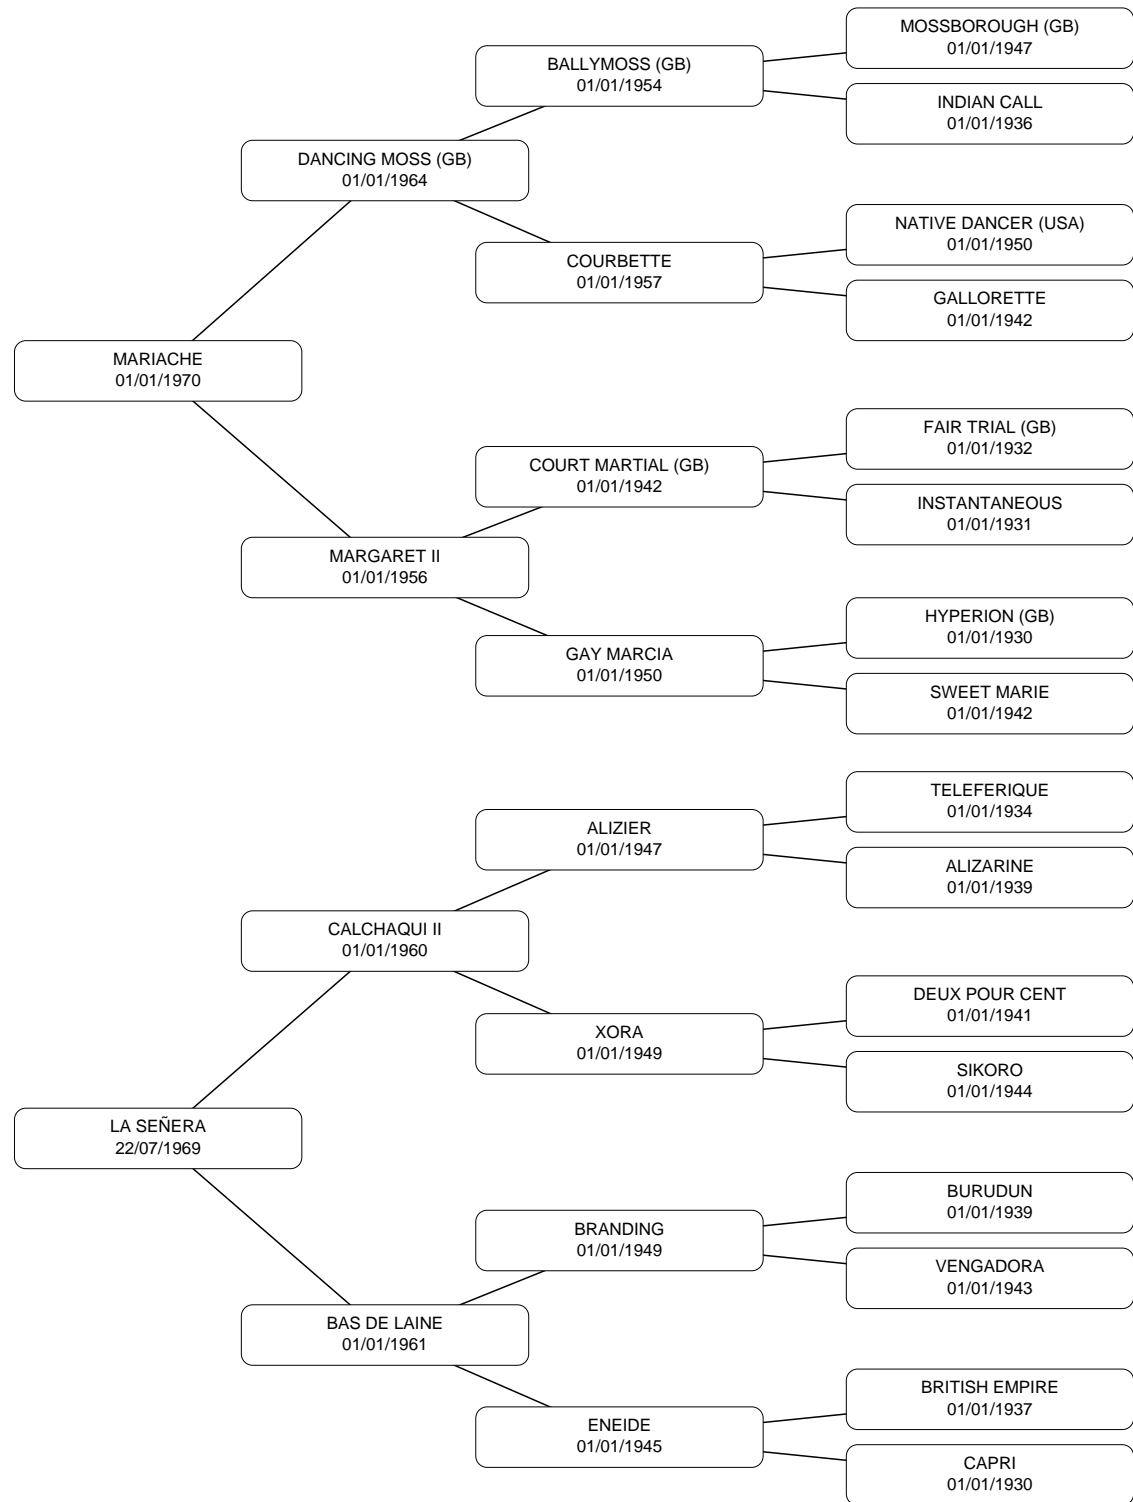 MOSSBOROUGH (GB)
01/01/1947
BALLYMOSS (GB)
01/01/1954
INDIAN CALL
01/01/1936
DANCING MOSS (GB)
01/01/1964
NATIVE DANCER (USA)
01/01/1950
COURBETTE
01/01/1957
GALLORETTE
01/01/1942
MARIACHE
01/01/1970
FAIR TRIAL (GB)
01/01/1932
COURT MARTIAL (GB)
01/01/1942
INSTANTANEOUS
01/01/1931
MARGARET II
01/01/1956
HYPERION (GB)
01/01/1930
GAY MARCIA
01/01/1950
SWEET MARIE
01/01/1942
TELEFERIQUE
01/01/1934
ALIZIER
01/01/1947
ALIZARINE
01/01/1939
CALCHAQUI II
01/01/1960
DEUX POUR CENT
01/01/1941
XORA
01/01/1949
SIKORO
01/01/1944
LA SEÑERA
22/07/1969
BURUDUN
01/01/1939
BRANDING
01/01/1949
VENGADORA
01/01/1943
BAS DE LAINE
01/01/1961
BRITISH EMPIRE
01/01/1937
ENEIDE
01/01/1945
CAPRI
01/01/1930